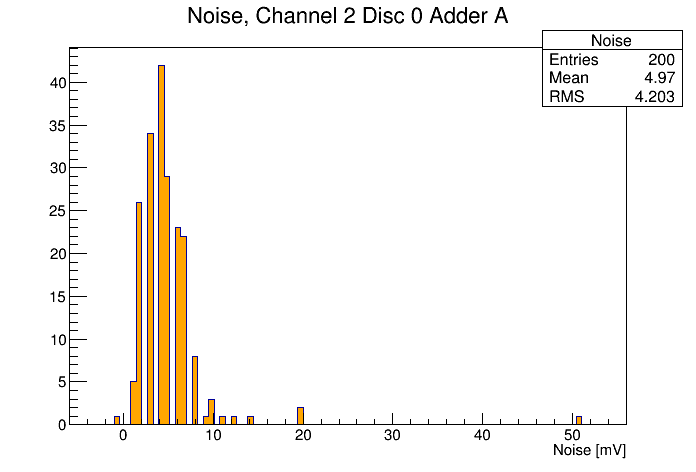 Noise, Channel 2 Disc 0 Adder A
Noise
Entries 200
Mean 4.97
RMS 4.203
40
35
30
25
20
15
10
5
0
0 10 20 30 40 50
Noise [mV]